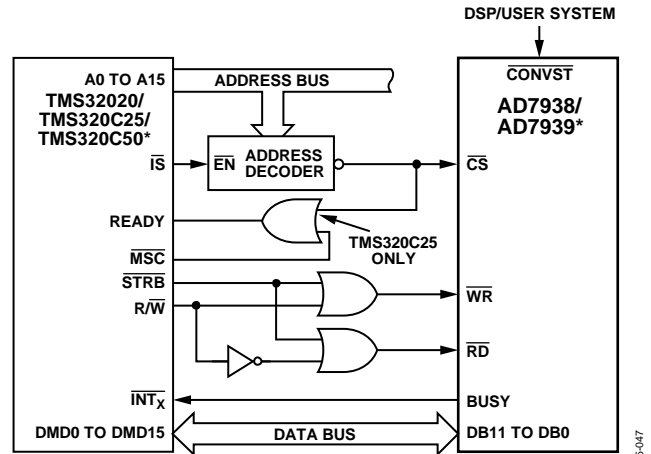 DSP/USER SYSTEM
A0 TO A15
ADDRESS BUS
CONVST
TMS32020/
TMS320C25/
TMS320C50*
AD7938/
AD7939*
IS
EN
ADDRESS
DECODER
CS
READY
TMS320C25
ONLY
MSC
STRB
R/W
WR
RD
INTX
BUSY
DMD0 TO DMD15
DATA BUS
DB11 TO DB0